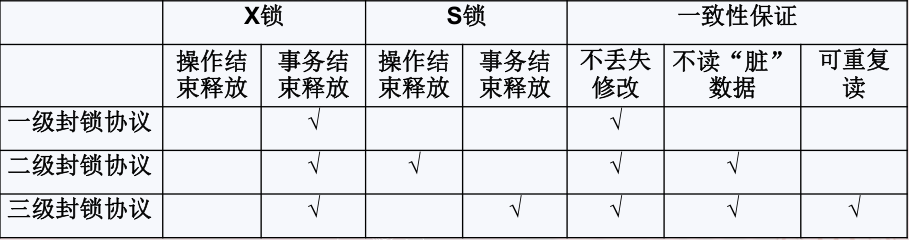 X锁 S锁 一致性保证
操作结束释放 事务结束释放 操作结束释放 事务结束释放 不丢失修改 不读“脏”数据 可重复读
一级封锁协议 √ √
二级封锁协议 √ √ √ √
三级封锁协议 √ √ √ √ √